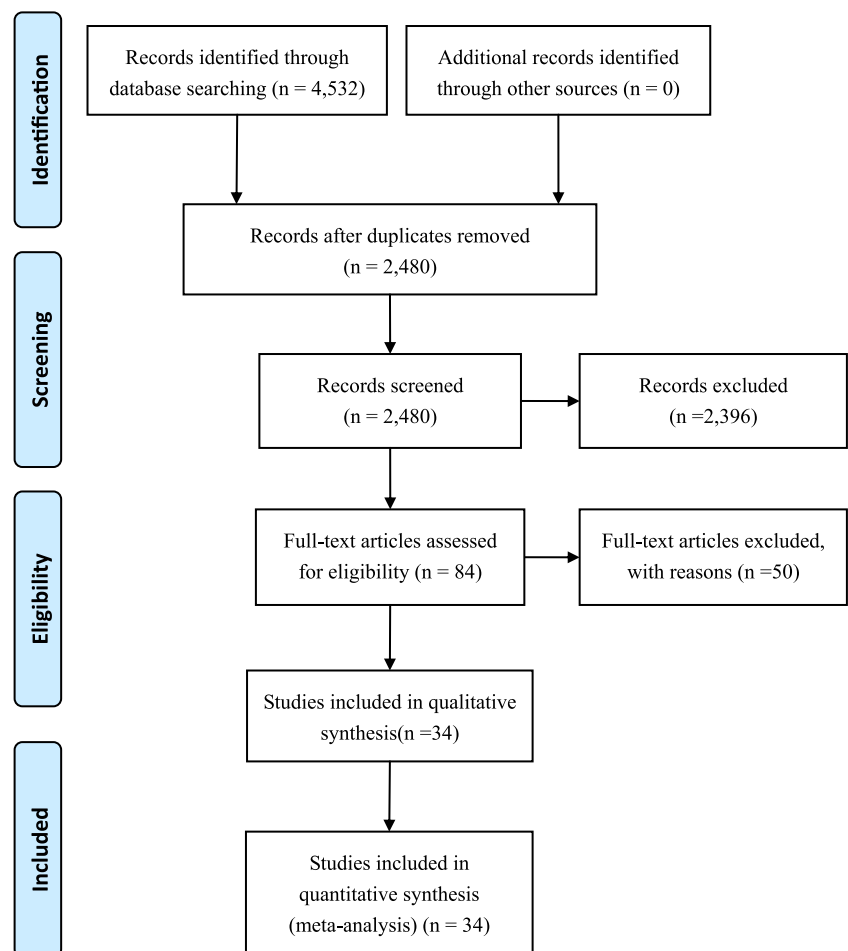 Identification
Records identified through
database searching (n = 4,532)
Additional records identified
through other sources (n = 0)
Records after duplicates removed
(n = 2,480)
Screening
Records screened
(n = 2,480)
Records excluded
(n =2,396)
Eligibility
Full-text articles assessed
for eligibility (n = 84)
Full-text articles excluded,
with reasons (n =50)
Studies included in qualitative
synthesis(n =34)
Included
Studies included in
quantitative synthesis
(meta-analysis) (n = 34)